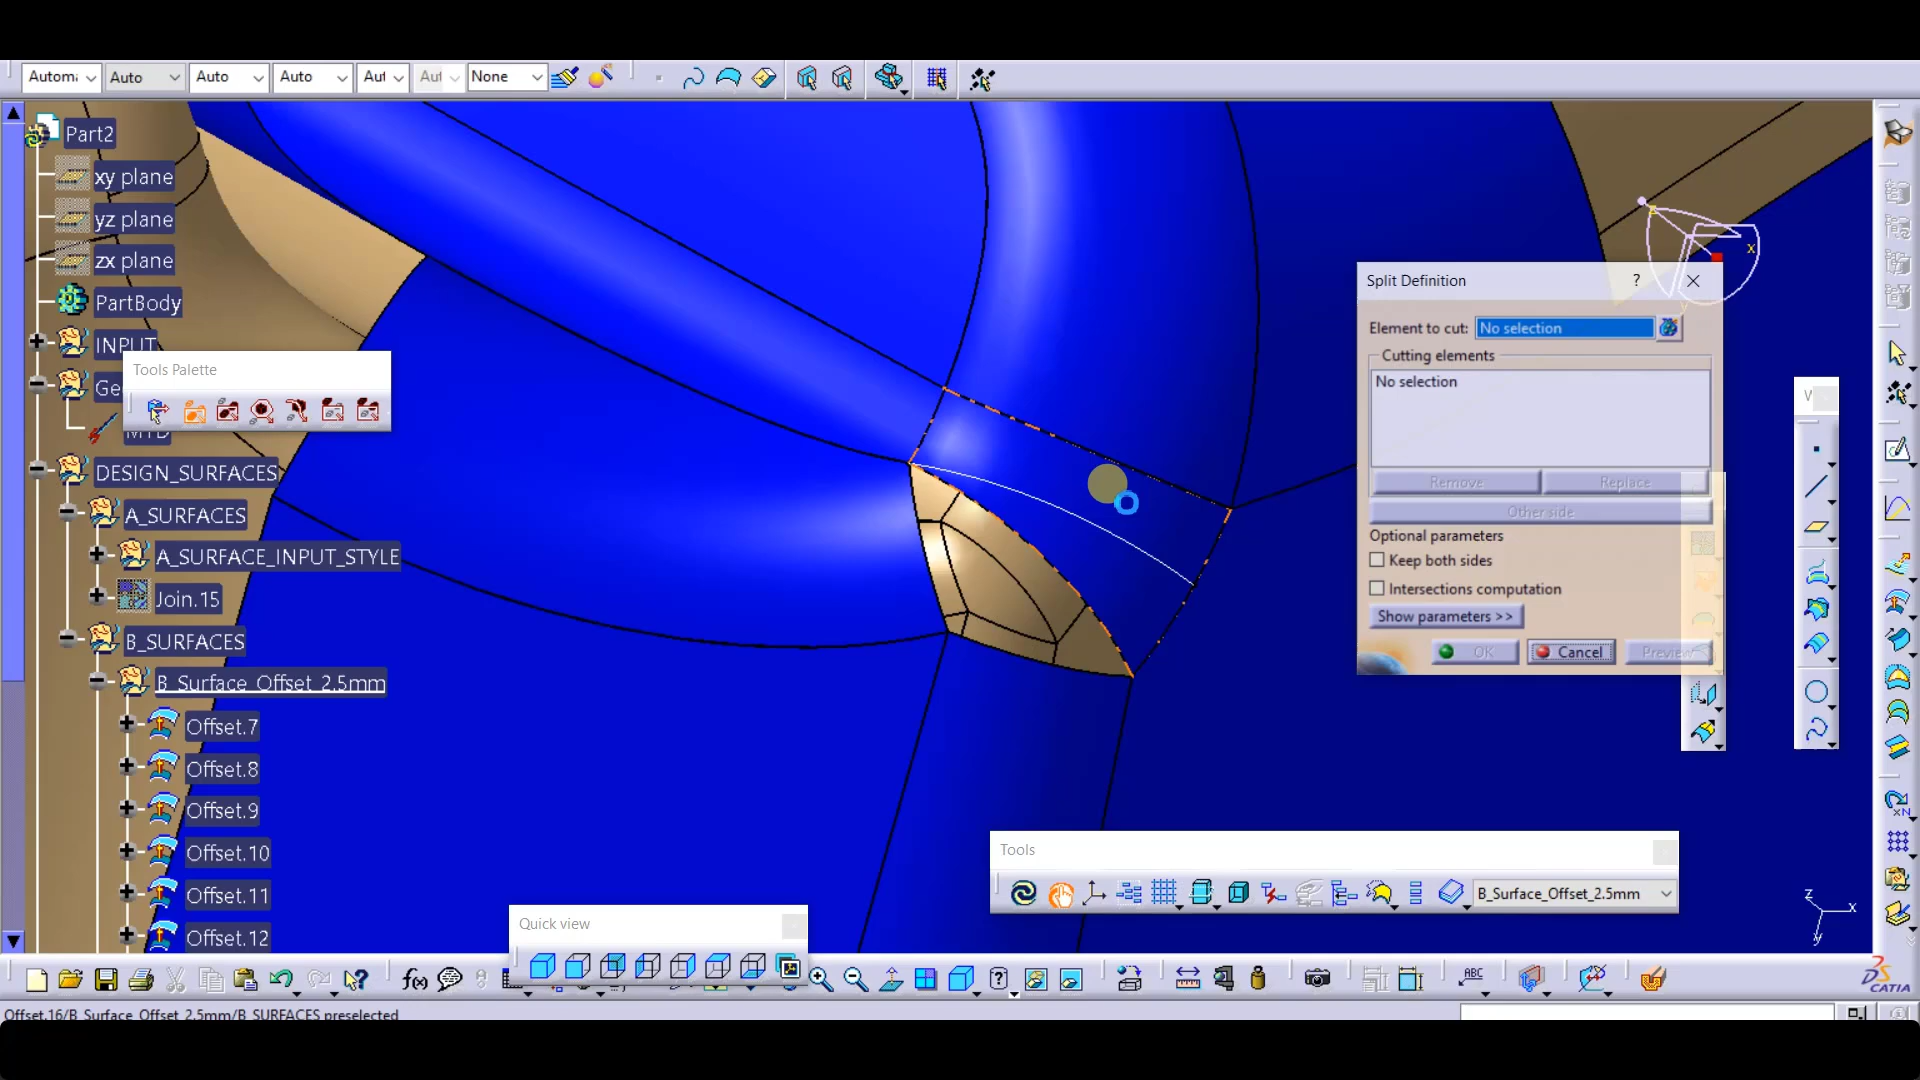 Automa Auto Auto Auto Aut Aut None
Part2
xy plane
yz plane
zx plane
PartBody
INPUT
Ge
Tools Palette
DESIGN_SURFACES
A_SURFACES
A_SURFACE_INPUT_STYLE
Join.15
B_SURFACES
B_Surface_Offset_2.5mm
Offset.7
Offset.8
Offset.9
Offset.10
Offset.11
Offset.12
Split Definition ?
Element to cut: No selection
Cutting elements
No selection
Remove Replace
Other side
Optional parameters
Keep both sides
Intersections computation
Show parameters >>
OK Cancel Preview
x
z x
y
Tools
B_Surface_Offset_2.5mm
Quick view
f(x) ABC
DS CATIA
Offset.16/B_Surface_Offset_2.5mm/B_SURFACES preselected